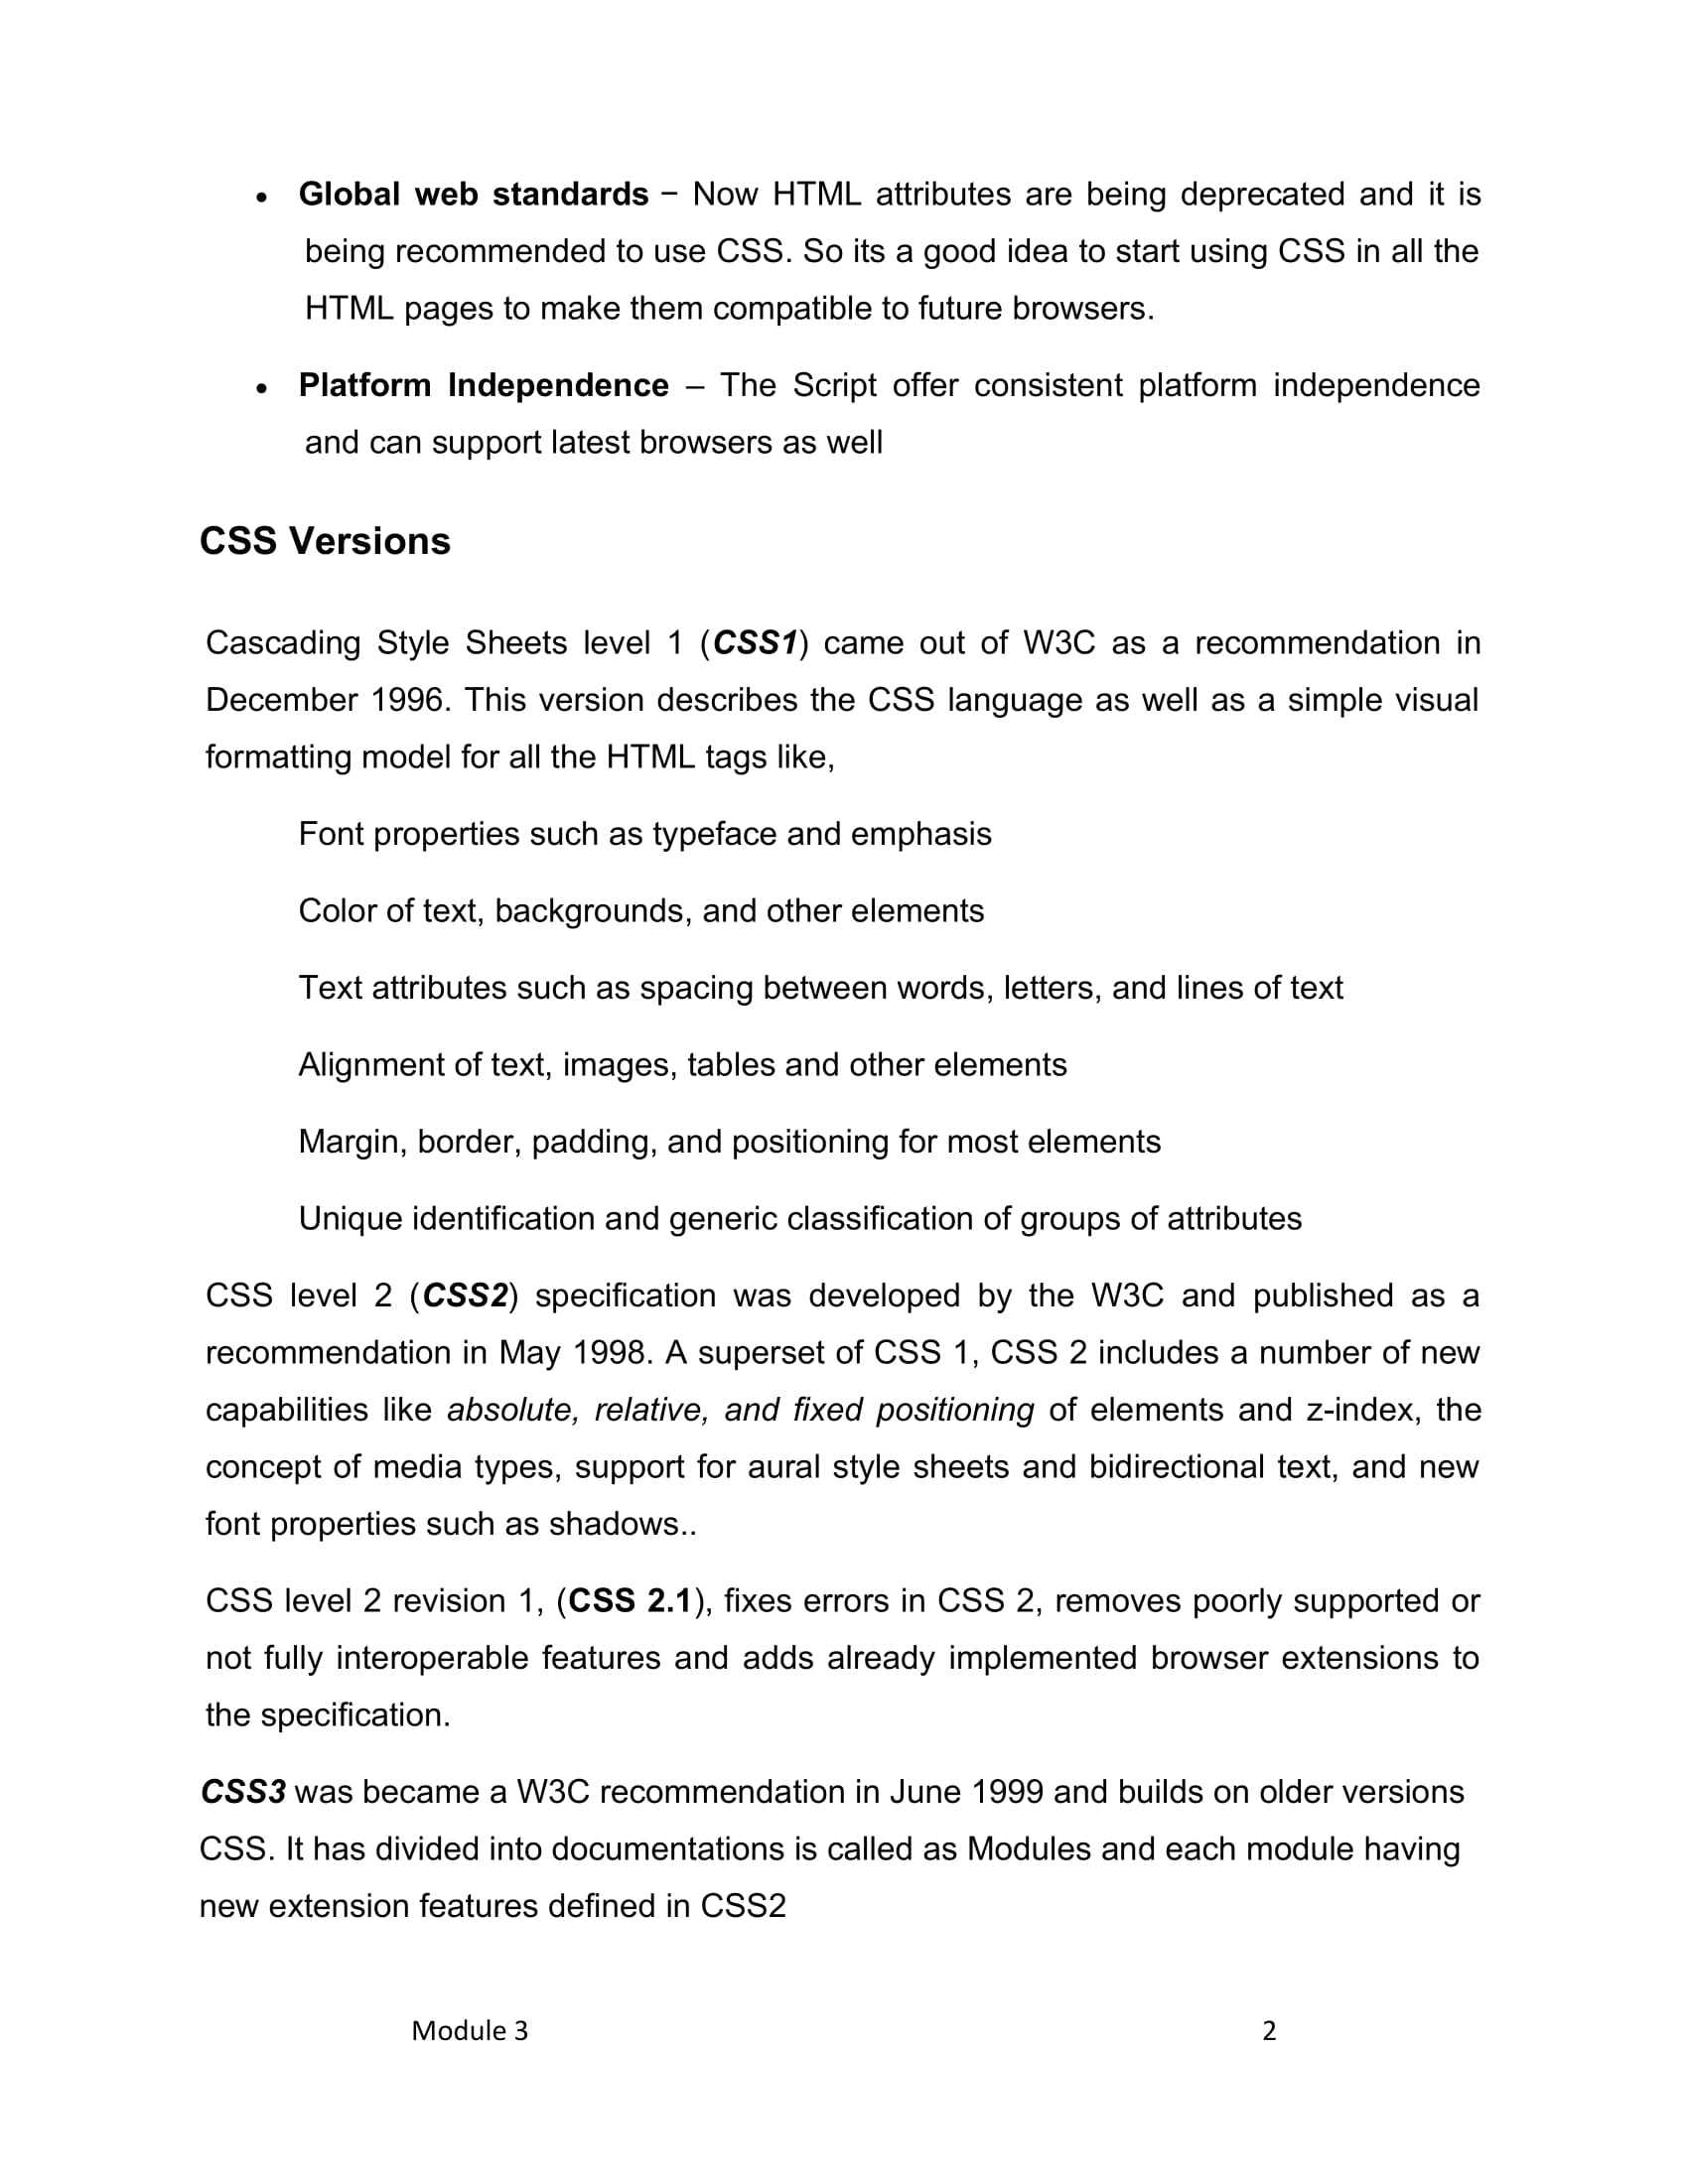 • Global web standards − Now HTML attributes are being deprecated and it is
being recommended to use CSS. So its a good idea to start using CSS in all the
HTML pages to make them compatible to future browsers.
• Platform Independence – The Script offer consistent platform independence
and can support latest browsers as well
CSS Versions
Cascading Style Sheets level 1 (CSS1) came out of W3C as a recommendation in
December 1996. This version describes the CSS language as well as a simple visual
formatting model for all the HTML tags like,
Font properties such as typeface and emphasis
Color of text, backgrounds, and other elements
Text attributes such as spacing between words, letters, and lines of text
Alignment of text, images, tables and other elements
Margin, border, padding, and positioning for most elements
Unique identification and generic classification of groups of attributes
CSS level 2 (CSS2) specification was developed by the W3C and published as a
recommendation in May 1998. A superset of CSS 1, CSS 2 includes a number of new
capabilities like absolute, relative, and fixed positioning of elements and z-index, the
concept of media types, support for aural style sheets and bidirectional text, and new
font properties such as shadows..
CSS level 2 revision 1, (CSS 2.1), fixes errors in CSS 2, removes poorly supported or
not fully interoperable features and adds already implemented browser extensions to
the specification.
CSS3 was became a W3C recommendation in June 1999 and builds on older versions
CSS. It has divided into documentations is called as Modules and each module having
new extension features defined in CSS2
Module 3 2